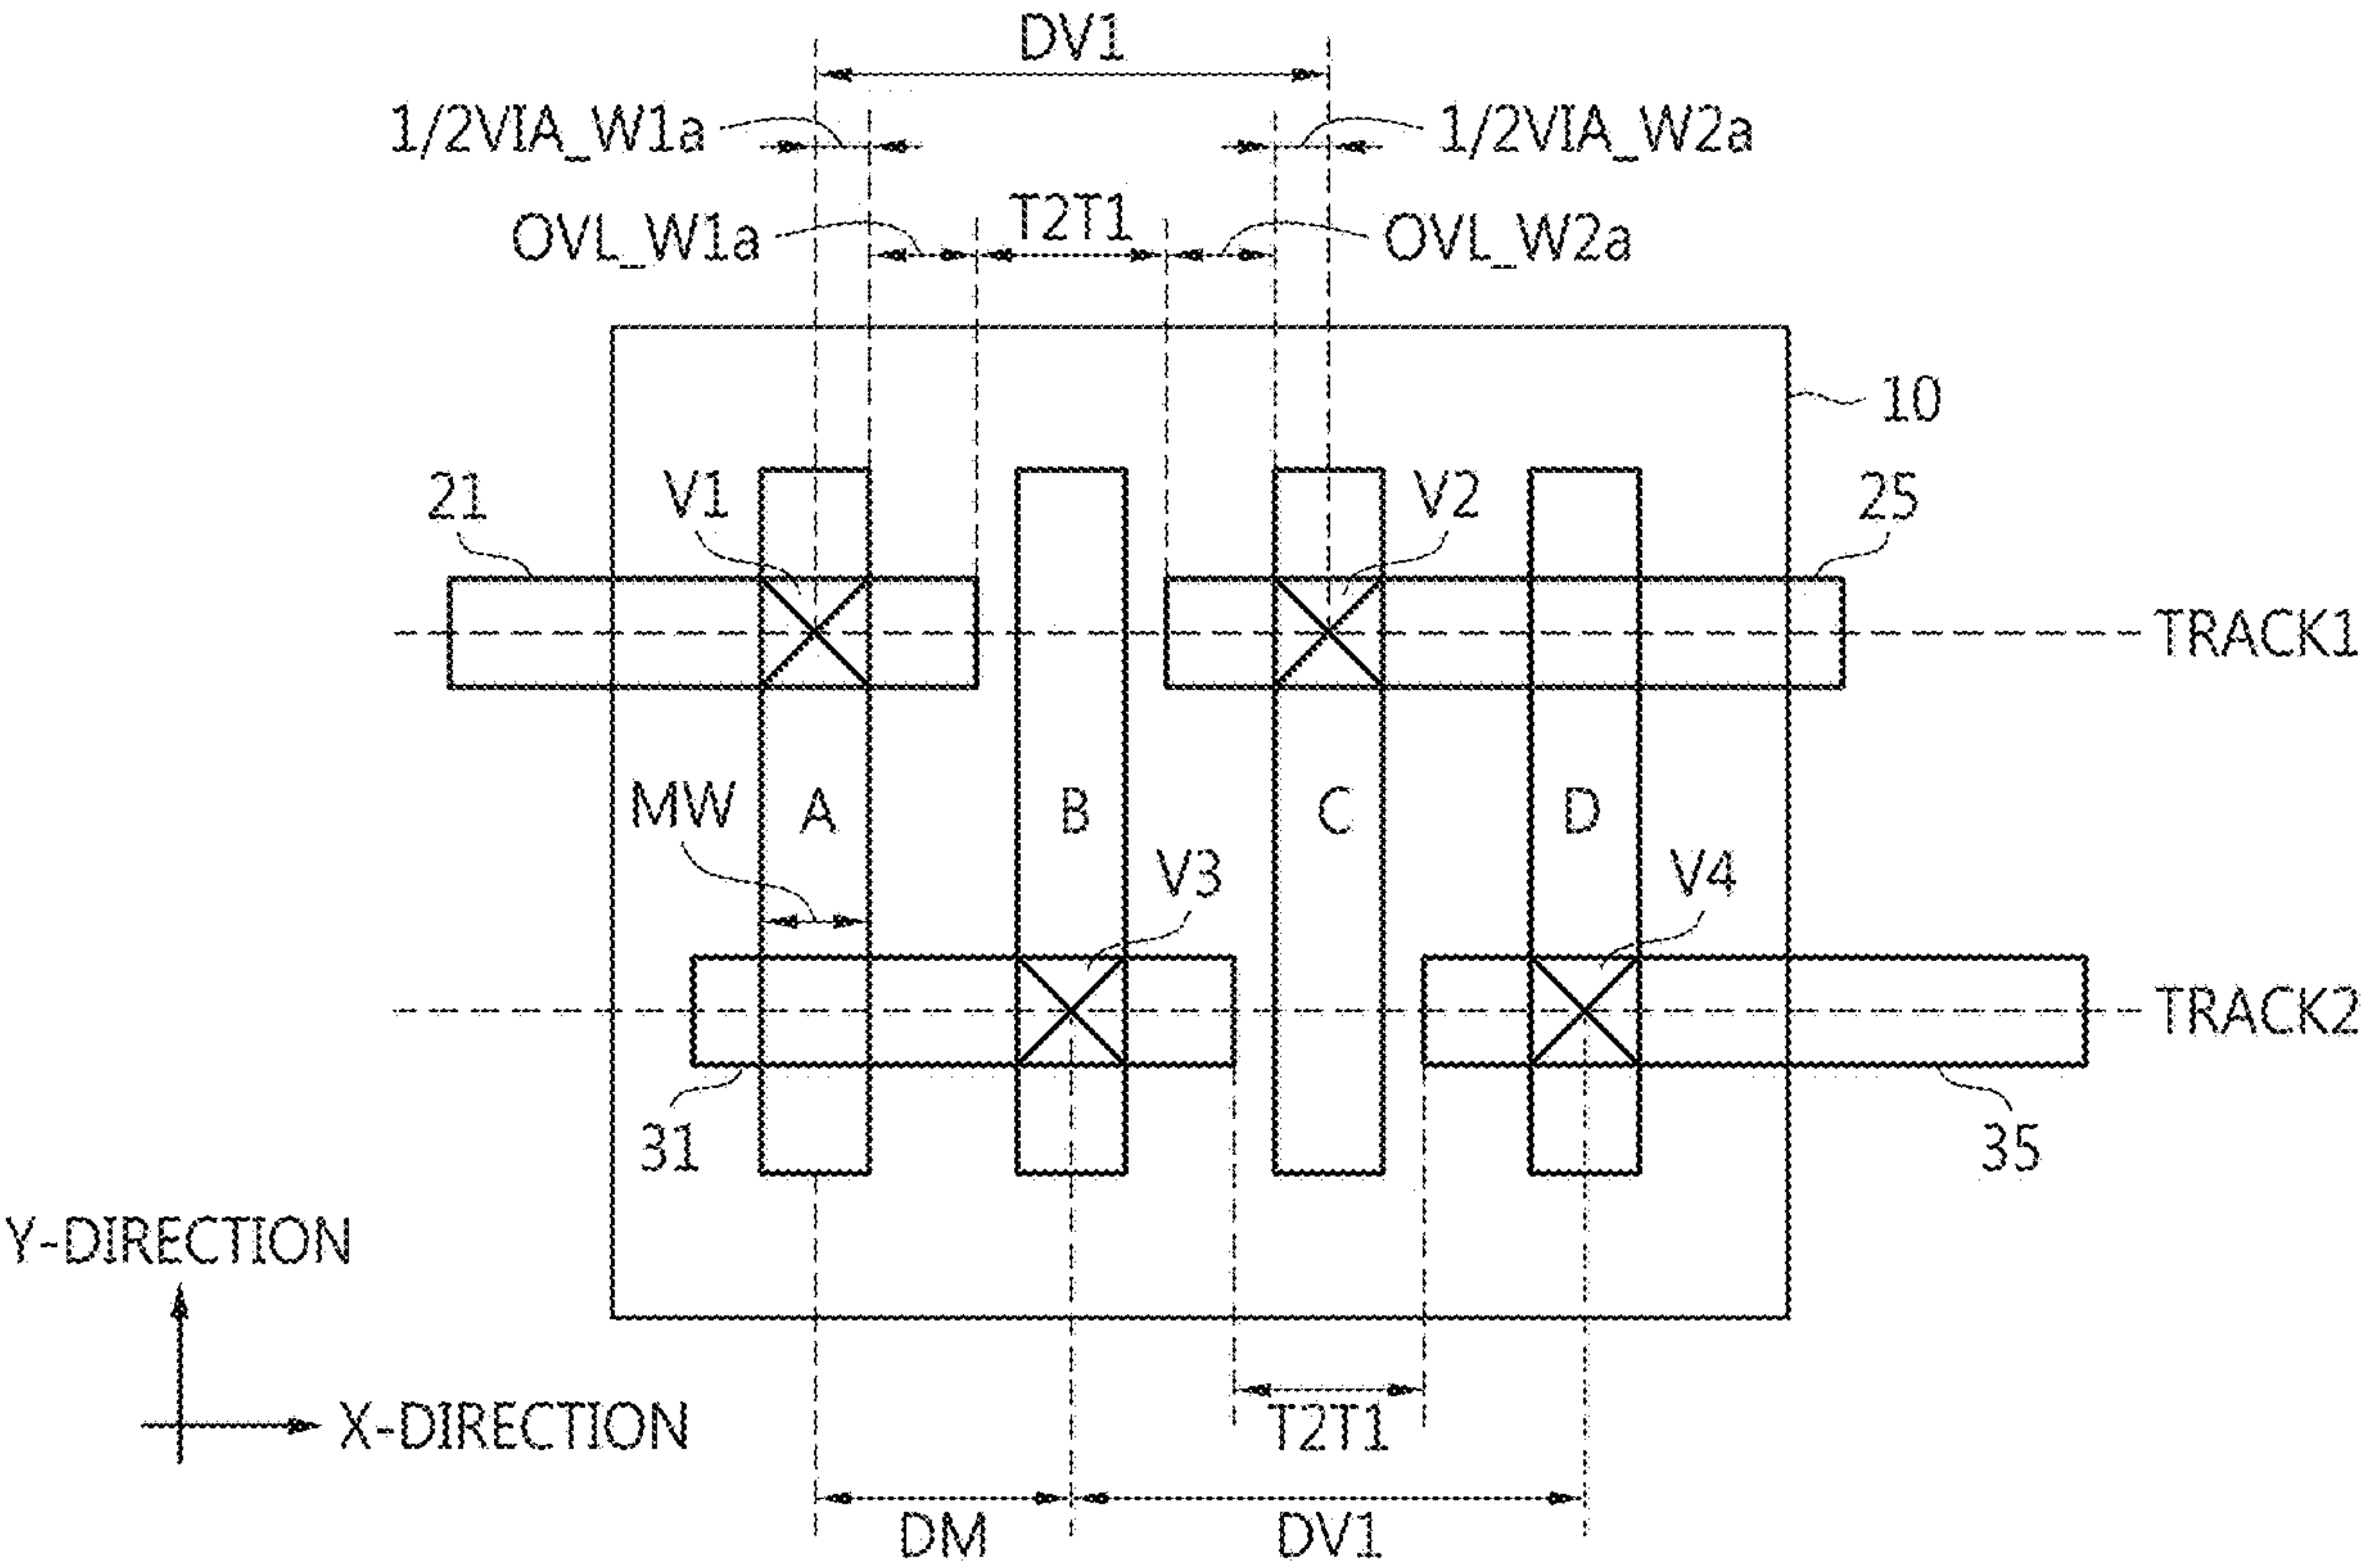 DV1
1/2VIA_W1a
1/2VIA_W2a
OVL_W1a
T2T1
OVL_W2a
10
21
V1
V2
25
TRACK1
MW
A
B
C
D
V3
V4
TRACK2
31
35
Y-DIRECTION
X-DIRECTION
T2T1
DM
DV1